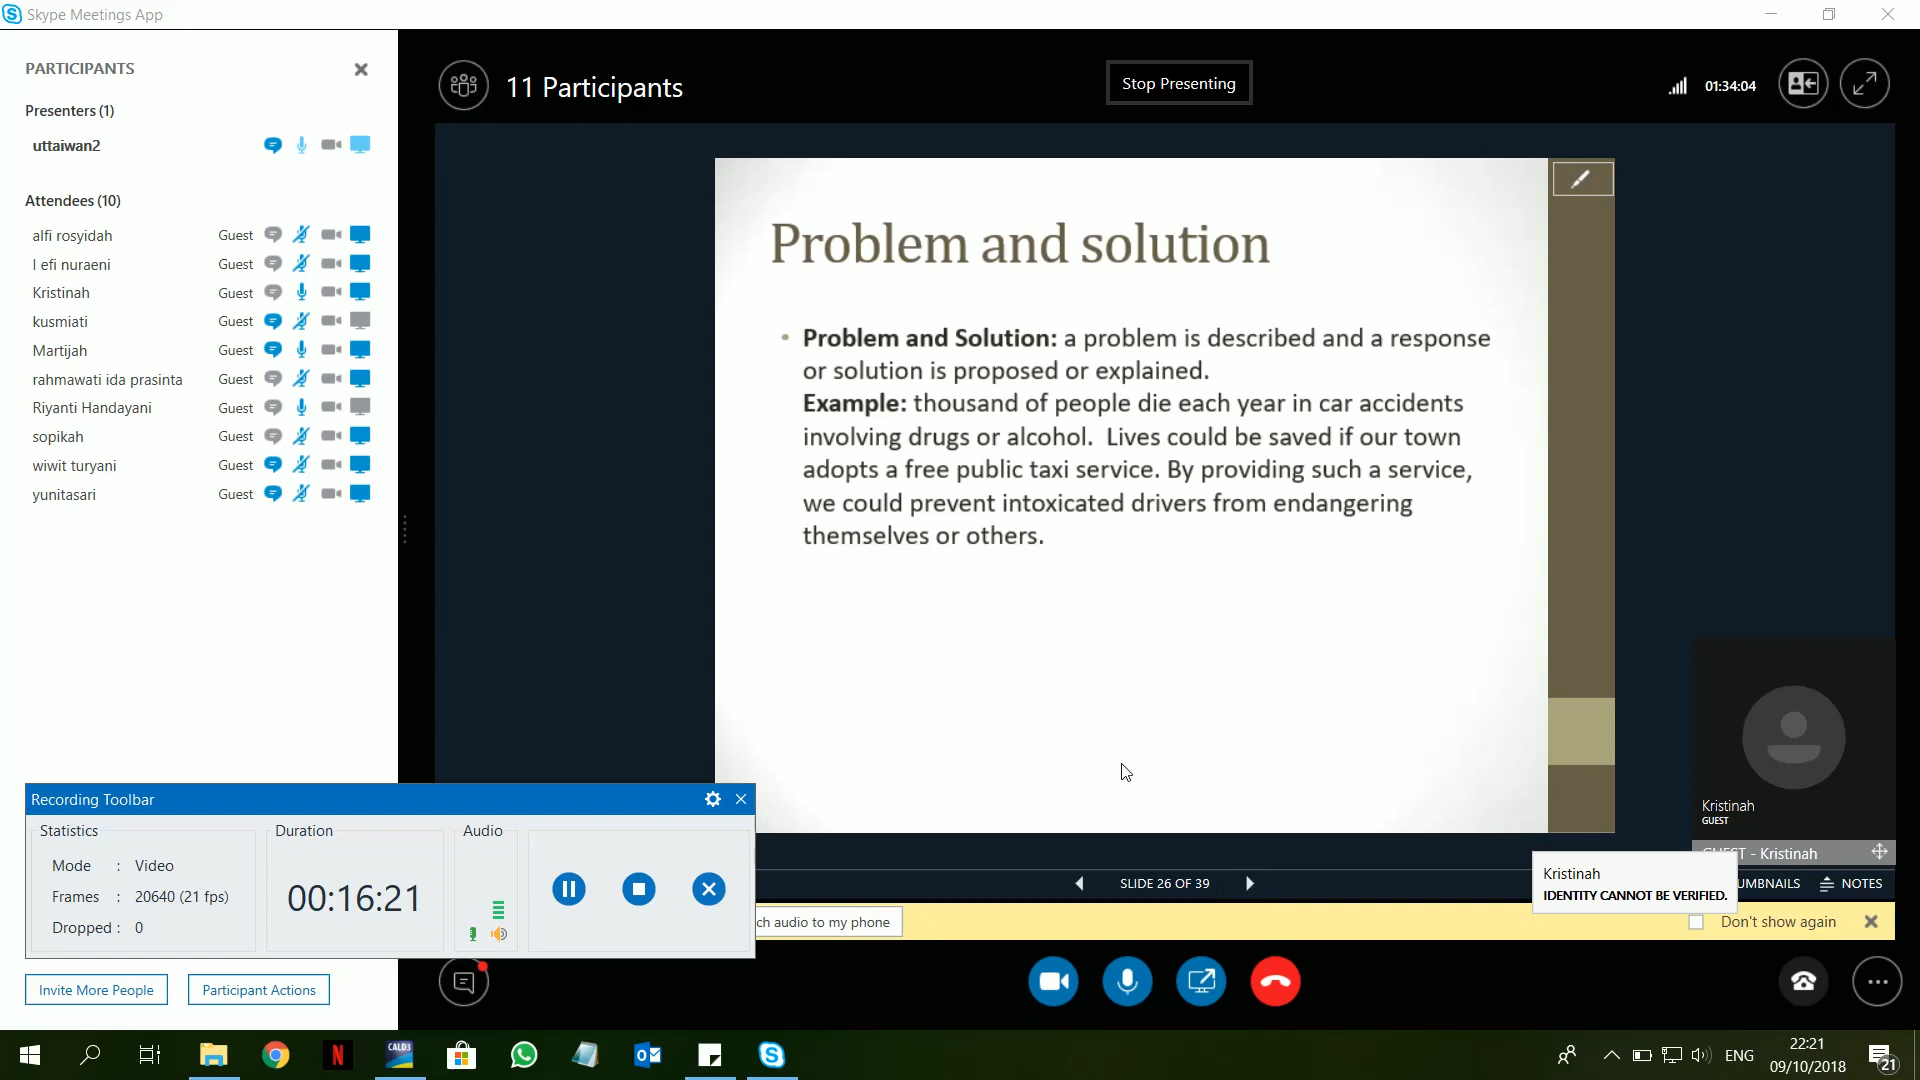 Skype Meetings App
PARTICIPANTS
Presenters (1)
uttaiwan2
Attendees (10)
alfi rosyidah Guest
I efi nuraeni Guest
Kristinah Guest
kusmiati Guest
Martijah Guest
rahmawati ida prasinta Guest
Riyanti Handayani Guest
sopikah Guest
wiwit turyani Guest
yunitasari Guest
11 Participants
Stop Presenting
01:34:04
Problem and solution
• Problem and Solution: a problem is described and a response
or solution is proposed or explained.
Example: thousand of people die each year in car accidents
involving drugs or alcohol. Lives could be saved if our town
adopts a free public taxi service. By providing such a service,
we could prevent intoxicated drivers from endangering
themselves or others.
Kristinah
GUEST
- Kristinah
Kristinah
IDENTITY CANNOT BE VERIFIED.
SLIDE 26 OF 39
UMBNAILS
NOTES
ch audio to my phone
Don't show again
Recording Toolbar
Statistics
Mode : Video
Frames : 20640 (21 fps)
Dropped : 0
Duration
00:16:21
Audio
Invite More People
Participant Actions
N
CALD3
ENG
22:21
09/10/2018
21